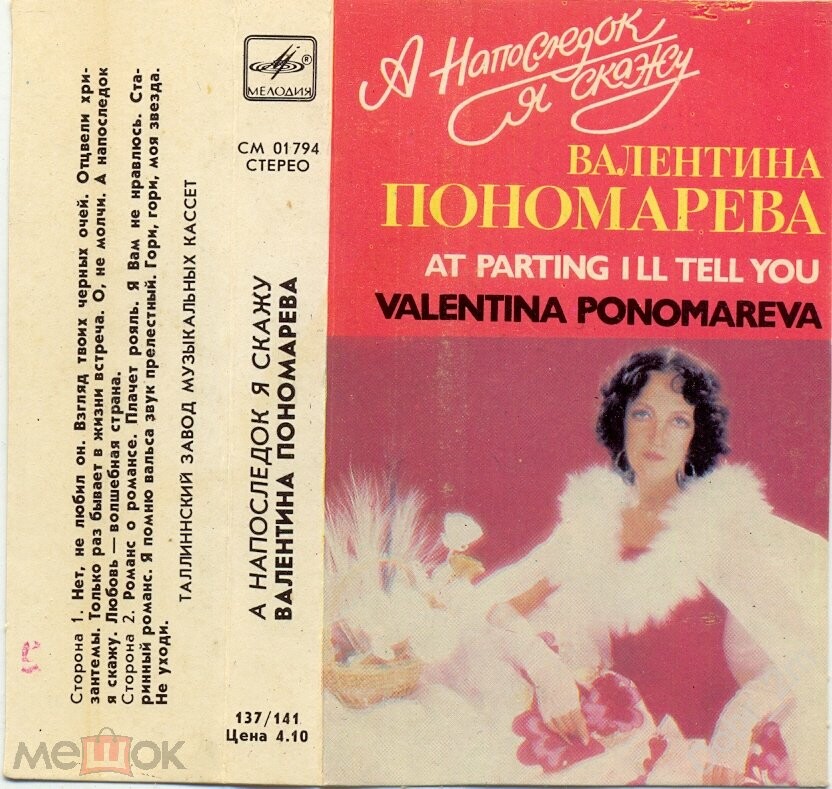 Сторона 1. Нет, не любил он. Взгляд твоих черных очей. Отцвели хри-
зантемы. Только раз бывает в жизни встреча. О, не молчи. А напоследок
я скажу. Любовь — волшебная страна.
Сторона 2. Романс о романсе. Плачет рояль. Я Вам не нравлюсь. Ста-
ринный романс. Я помню вальса звук прелестный. Гори, гори, моя звезда.
Не уходи.
ТАЛЛИННСКИЙ ЗАВОД МУЗЫКАЛЬНЫХ КАССЕТ
МЕЛОДИЯ
СМ 01794
СТЕРЕО
А НАПОСЛЕДОК Я СКАЖУ
ВАЛЕНТИНА ПОНОМАРЕВА
137/141
Цена 4.10
А Напоследок
я скажу
ВАЛЕНТИНА
ПОНОМАРЕВА
AT PARTING I LL TELL YOU
VALENTINA PONOMAREVA
мешок